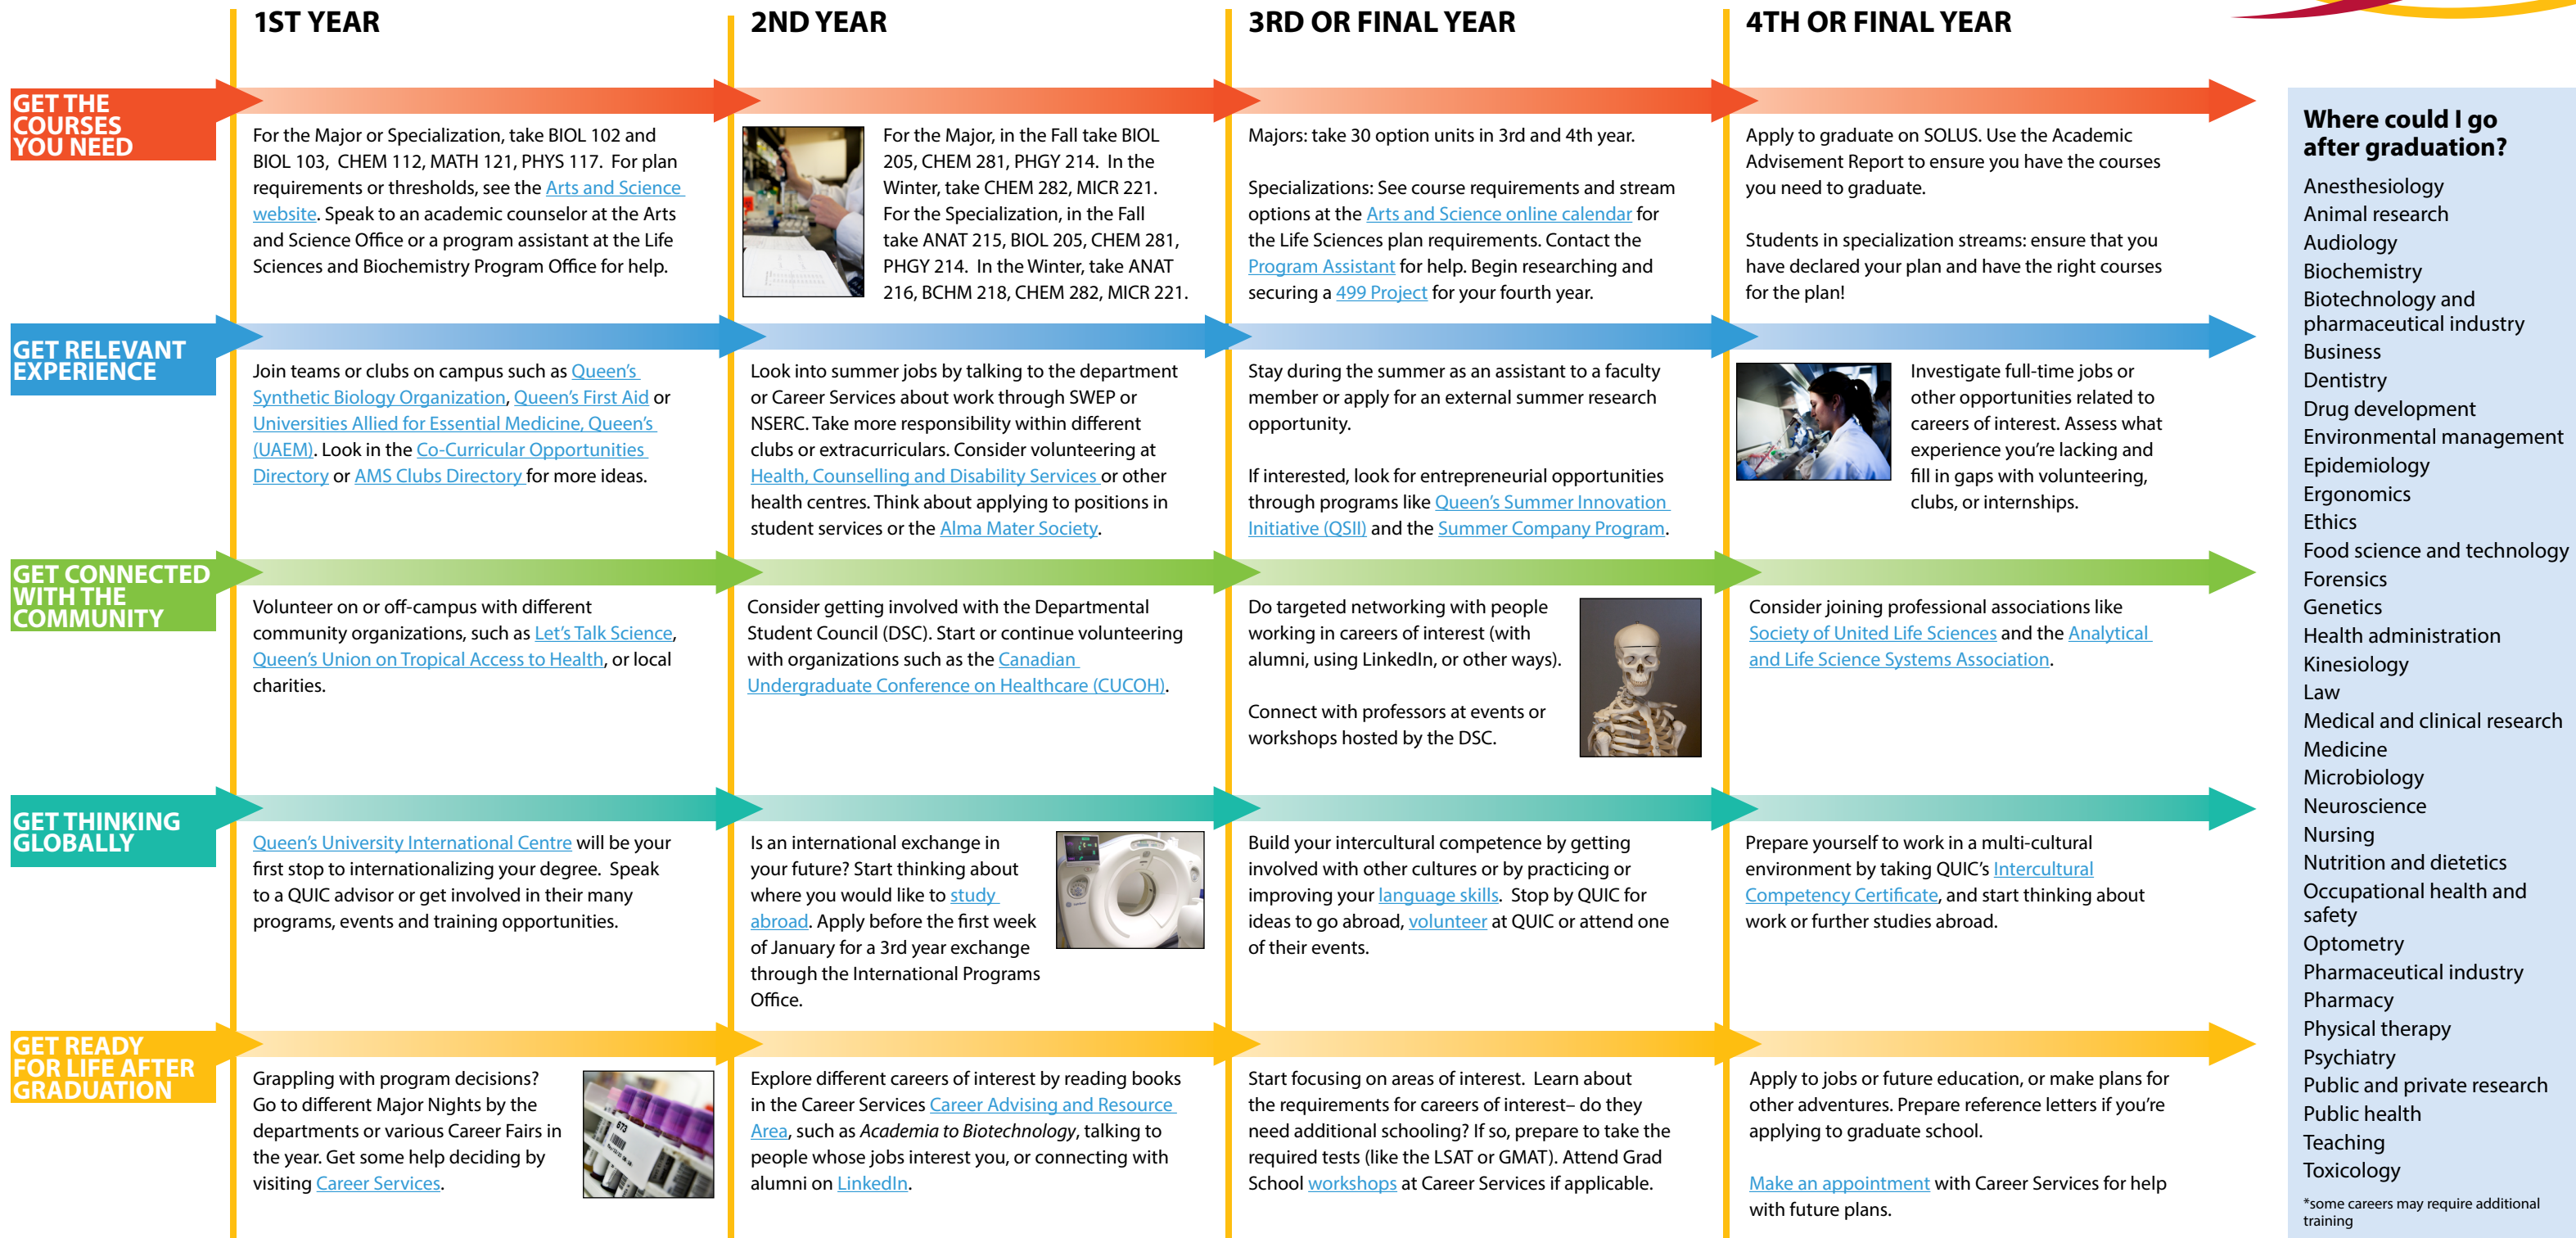 1ST YEAR
2ND YEAR
3RD OR FINAL YEAR
4TH OR FINAL YEAR
GET THE
COURSES
YOU NEED
For the Major or Specialization, take BIOL 102 and
BIOL 103,  CHEM 112, MATH 121, PHYS 117.  For plan
requirements or thresholds, see the Arts and Science
website. Speak to an academic counselor at the Arts
and Science Office or a program assistant at the Life
Sciences and Biochemistry Program Office for help.
For the Major, in the Fall take BIOL
205, CHEM 281, PHGY 214.  In the
Winter, take CHEM 282, MICR 221.
For the Specialization, in the Fall
take ANAT 215, BIOL 205, CHEM 281,
PHGY 214.  In the Winter, take ANAT
216, BCHM 218, CHEM 282, MICR 221.
Majors: take 30 option units in 3rd and 4th year.
Specializations: See course requirements and stream
options at the Arts and Science online calendar for
the Life Sciences plan requirements. Contact the
Program Assistant for help. Begin researching and
securing a 499 Project for your fourth year.
Apply to graduate on SOLUS. Use the Academic
Advisement Report to ensure you have the courses
you need to graduate.
Students in specialization streams: ensure that you
have declared your plan and have the right courses
for the plan!
GET RELEVANT
EXPERIENCE
Join teams or clubs on campus such as Queen's
Synthetic Biology Organization, Queen's First Aid or
Universities Allied for Essential Medicine, Queen's
(UAEM). Look in the Co-Curricular Opportunities
Directory or AMS Clubs Directory for more ideas.
Look into summer jobs by talking to the department
or Career Services about work through SWEP or
NSERC. Take more responsibility within different
clubs or extracurriculars. Consider volunteering at
Health, Counselling and Disability Services or other
health centres. Think about applying to positions in
student services or the Alma Mater Society.
Stay during the summer as an assistant to a faculty
member or apply for an external summer research
opportunity.
If interested, look for entrepreneurial opportunities
through programs like Queen's Summer Innovation
Initiative (QSII) and the Summer Company Program.
Investigate full-time jobs or
other opportunities related to
careers of interest. Assess what
experience you're lacking and
fill in gaps with volunteering,
clubs, or internships.
GET CONNECTED
WITH THE
COMMUNITY
Volunteer on or off-campus with different
community organizations, such as Let's Talk Science,
Queen's Union on Tropical Access to Health, or local
charities.
Consider getting involved with the Departmental
Student Council (DSC). Start or continue volunteering
with organizations such as the Canadian
Undergraduate Conference on Healthcare (CUCOH).
Do targeted networking with people
working in careers of interest (with
alumni, using LinkedIn, or other ways).
Connect with professors at events or
workshops hosted by the DSC.
Consider joining professional associations like
Society of United Life Sciences and the Analytical
and Life Science Systems Association.
GET THINKING
GLOBALLY
Queen's University International Centre will be your
first stop to internationalizing your degree.  Speak
to a QUIC advisor or get involved in their many
programs, events and training opportunities.
Is an international exchange in
your future? Start thinking about
where you would like to study
abroad. Apply before the first week
of January for a 3rd year exchange
through the International Programs
Office.
Build your intercultural competence by getting
involved with other cultures or by practicing or
improving your language skills.  Stop by QUIC for
ideas to go abroad, volunteer at QUIC or attend one
of their events.
Prepare yourself to work in a multi-cultural
environment by taking QUIC's Intercultural
Competency Certificate, and start thinking about
work or further studies abroad.
GET READY
FOR LIFE AFTER
GRADUATION
Grappling with program decisions?
Go to different Major Nights by the
departments or various Career Fairs in
the year. Get some help deciding by
visiting Career Services.
673
Explore different careers of interest by reading books
in the Career Services Career Advising and Resource
Area, such as Academia to Biotechnology, talking to
people whose jobs interest you, or connecting with
alumni on LinkedIn.
Start focusing on areas of interest.  Learn about
the requirements for careers of interest– do they
need additional schooling? If so, prepare to take the
required tests (like the LSAT or GMAT). Attend Grad
School workshops at Career Services if applicable.
Apply to jobs or future education, or make plans for
other adventures. Prepare reference letters if you're
applying to graduate school.
Make an appointment with Career Services for help
with future plans.
Where could I go
after graduation?
Anesthesiology
Animal research
Audiology
Biochemistry
Biotechnology and
pharmaceutical industry
Business
Dentistry
Drug development
Environmental management
Epidemiology
Ergonomics
Ethics
Food science and technology
Forensics
Genetics
Health administration
Kinesiology
Law
Medical and clinical research
Medicine
Microbiology
Neuroscience
Nursing
Nutrition and dietetics
Occupational health and
safety
Optometry
Pharmaceutical industry
Pharmacy
Physical therapy
Psychiatry
Public and private research
Public health
Teaching
Toxicology
*some careers may require additional
training